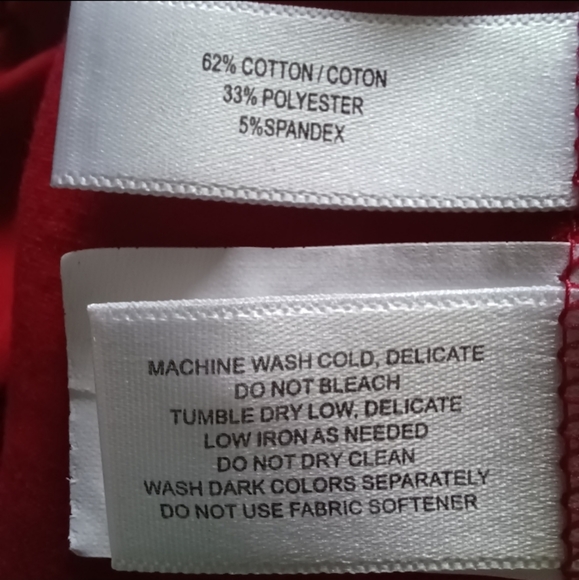 62% COTTON / COTON
33% POLYESTER
5%SPANDEX
MACHINE WASH COLD, DELICATE
DO NOT BLEACH
TUMBLE DRY LOW, DELICATE
LOW IRON AS NEEDED
DO NOT DRY CLEAN
WASH DARK COLORS SEPARATELY
DO NOT USE FABRIC SOFTENER